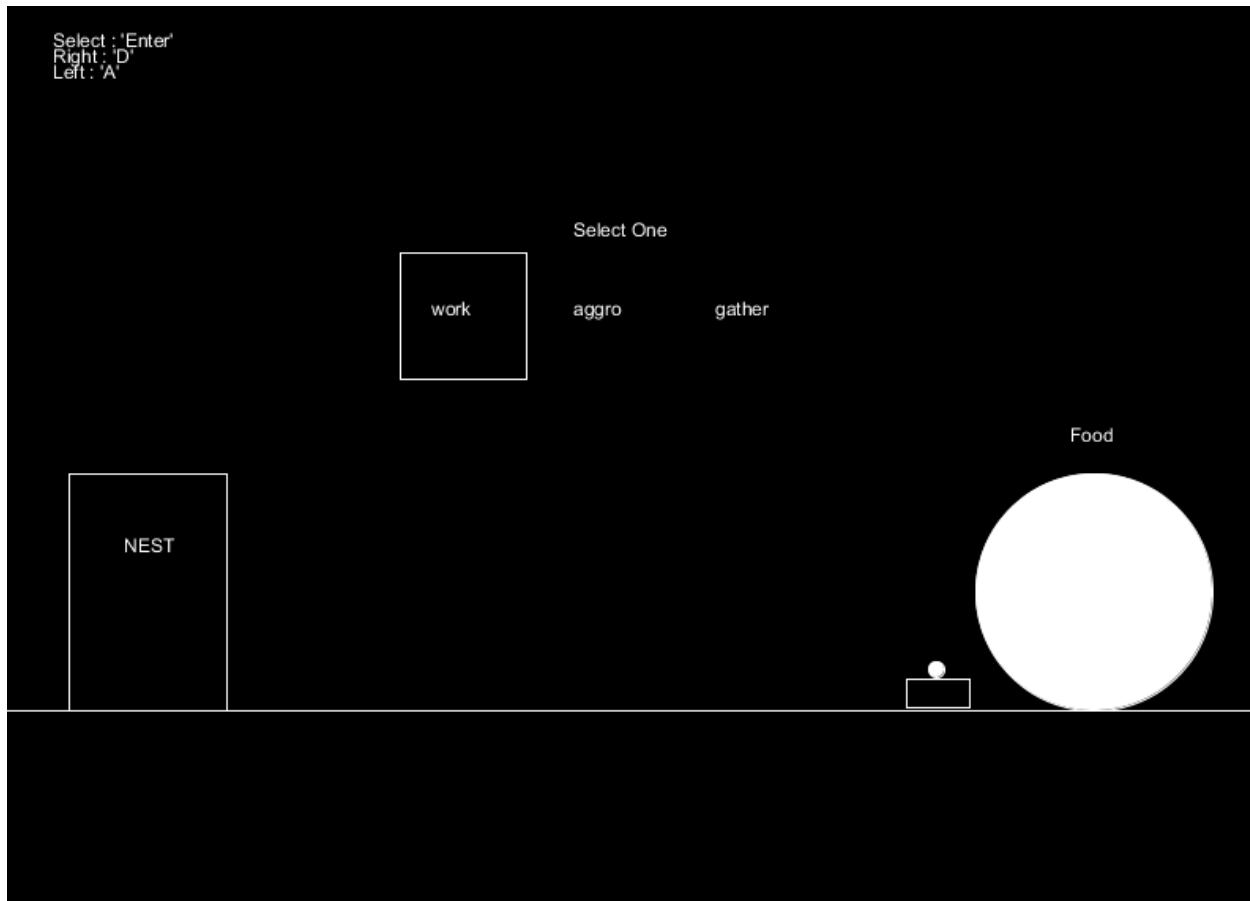 Select : 'Enter'
Right : 'D'
Left : 'A'
Select One
work aggro gather
Food
NEST